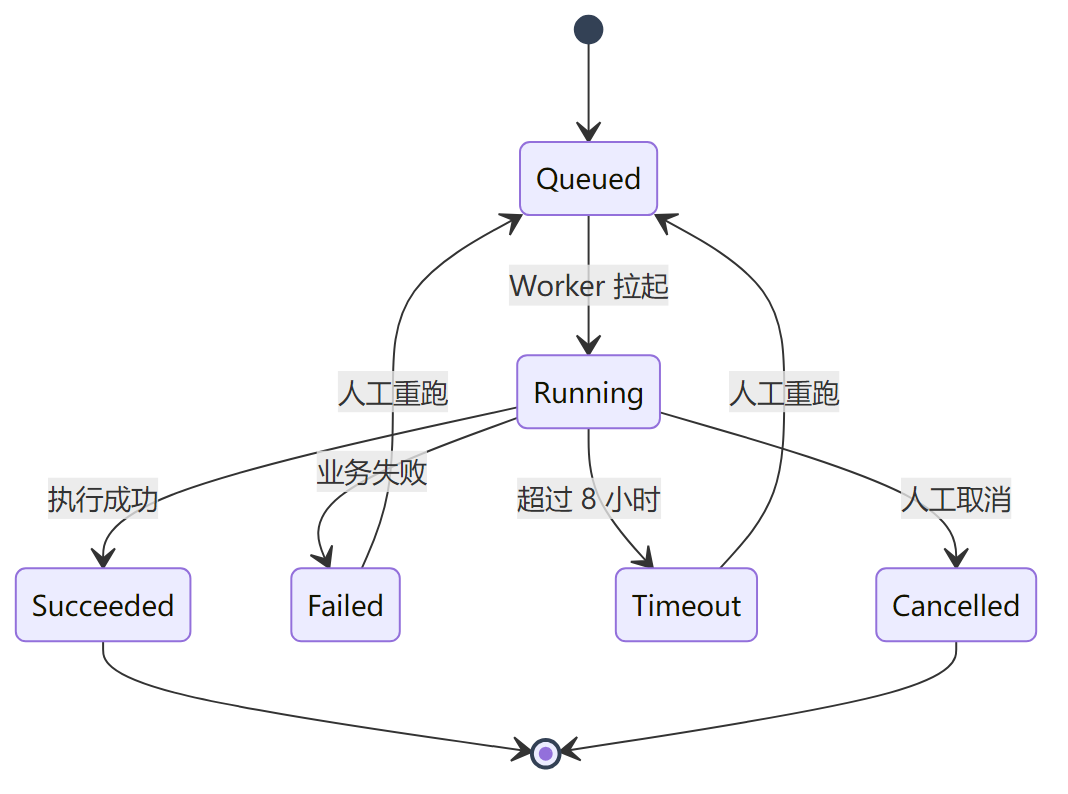 Queued
Worker 拉起
Running
人工重跑
人工重跑
业务失败
执行成功
超过 8 小时
人工取消
Succeeded
Failed
Timeout
Cancelled